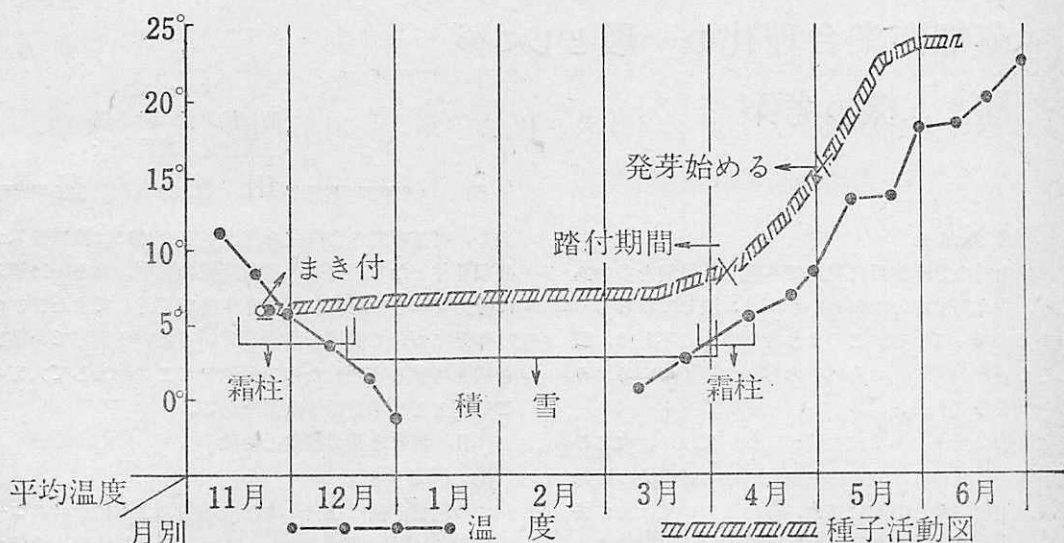 25°
20°
発芽始める
15°
踏付期間
10°
まき付
5°
霜柱
積雪
霜柱
0°
平均温度
月別
11月 12月 1月 2月 3月 4月 5月 6月
温度 種子活動図